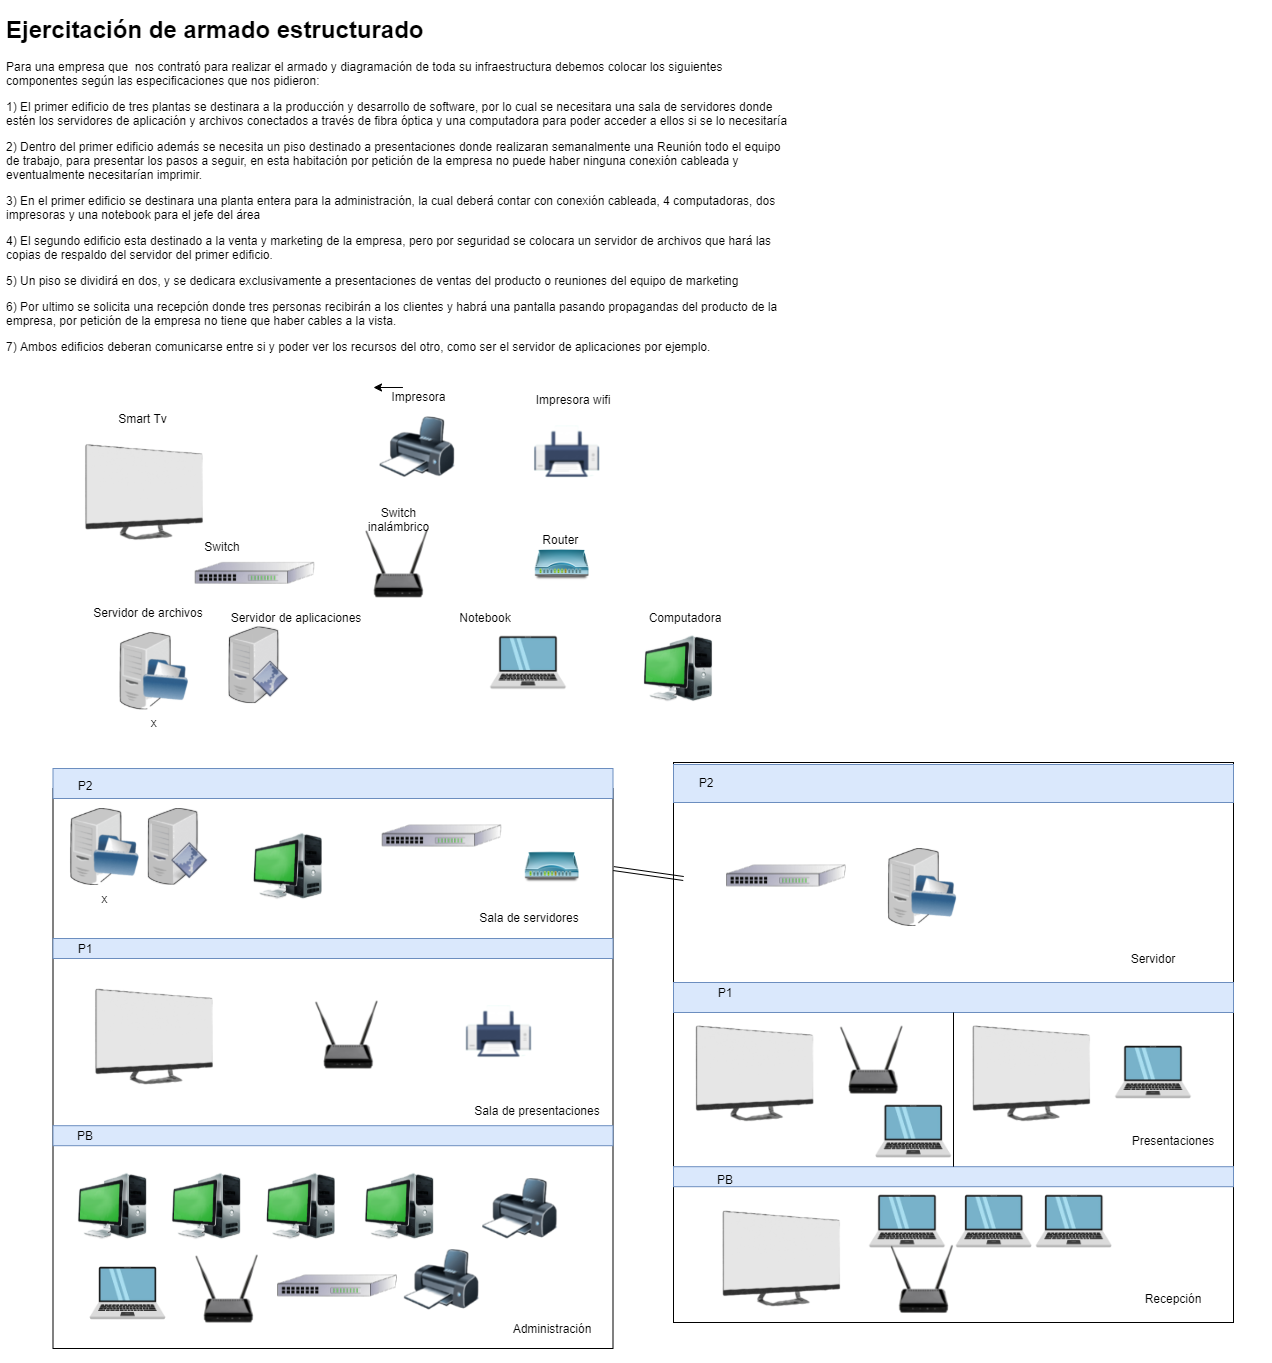 Ejercitación de armado estructurado
Para una empresa que  nos contrató para realizar el armado y diagramación de toda su infraestructura debemos colocar los siguientes
componentes según las especificaciones que nos pidieron:
1) El primer edificio de tres plantas se destinara a la producción y desarrollo de software, por lo cual se necesitara una sala de servidores donde
estén los servidores de aplicación y archivos conectados a través de fibra óptica y una computadora para poder acceder a ellos si se lo necesitaría
2) Dentro del primer edificio además se necesita un piso destinado a presentaciones donde realizaran semanalmente una Reunión todo el equipo
de trabajo, para presentar los pasos a seguir, en esta habitación por petición de la empresa no puede haber ninguna conexión cableada y
eventualmente necesitarían imprimir.
3) En el primer edificio se destinara una planta entera para la administración, la cual deberá contar con conexión cableada, 4 computadoras, dos
impresoras y una notebook para el jefe del área
4) El segundo edificio esta destinado a la venta y marketing de la empresa, pero por seguridad se colocara un servidor de archivos que hará las
copias de respaldo del servidor del primer edificio.
5) Un piso se dividirá en dos, y se dedicara exclusivamente a presentaciones de ventas del producto o reuniones del equipo de marketing
6) Por ultimo se solicita una recepción donde tres personas recibirán a los clientes y habrá una pantalla pasando propagandas del producto de la
empresa, por petición de la empresa no tiene que haber cables a la vista.
7) Ambos edificios deberan comunicarse entre si y poder ver los recursos del otro, como ser el servidor de aplicaciones por ejemplo.
Impresora
Impresora wifi
Smart Tv
Switch
inalámbrico
Switch
Router
Servidor de archivos
Servidor de aplicaciones
Notebook
Computadora
x
P2
x
Sala de servidores
P1
Sala de presentaciones
PB
Administración
P2
Servidor
P1
Presentaciones
PB
Recepción